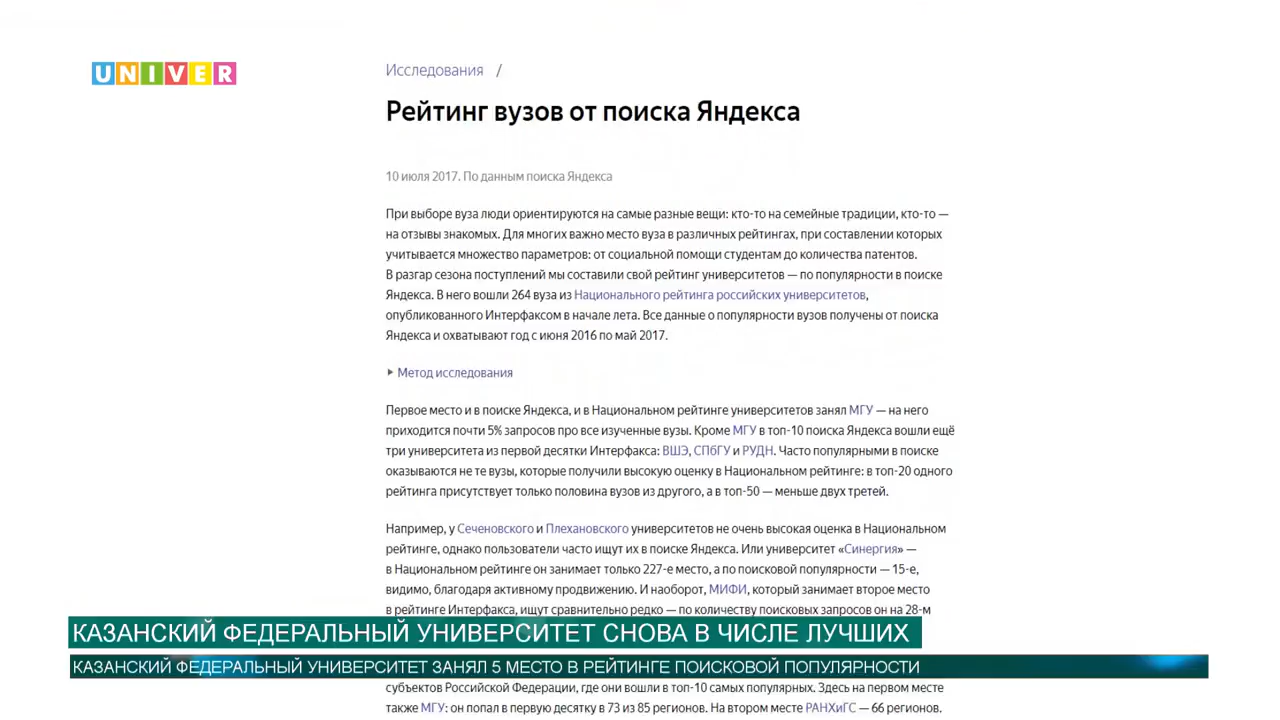 UNIVER
Исследования /
Рейтинг вузов от поиска Яндекса
10 июля 2017. По данным поиска Яндекса
При выборе вуза люди ориентируются на самые разные вещи: кто-то на семейные традиции, кто-то —
на отзывы знакомых. Для многих важно место вуза в различных рейтингах, при составлении которых
учитывается множество параметров: от социальной помощи студентам до количества патентов.
В разгар сезона поступлений мы составили свой рейтинг университетов — по популярности в поиске
Яндекса. В него вошли 264 вуза из Национального рейтинга российских университетов,
опубликованного Интерфаксом в начале лета. Все данные о популярности вузов получены от поиска
Яндекса и охватывают год с июня 2016 по май 2017.
Метод исследования
Первое место и в поиске Яндекса, и в Национальном рейтинге университетов занял МГУ — на него
приходится почти 5% запросов про все изученные вузы. Кроме МГУ в топ-10 поиска Яндекса вошли ещё
три университета из первой десятки Интерфакса: ВШЭ, СПбГУ и РУДН. Часто популярными в поиске
оказываются не те вузы, которые получили высокую оценку в Национальном рейтинге: в топ-20 одного
рейтинга присутствует только половина вузов из другого, а в топ-50 — меньше двух третей.
Например, у Сеченовского и Плехановского университетов не очень высокая оценка в Национальном
рейтинге, однако пользователи часто ищут их в поиске Яндекса. Или университет «Синергия» —
в Национальном рейтинге он занимает только 227-е место, а по поисковой популярности — 15-е,
видимо, благодаря активному продвижению. И наоборот, МИФИ, который занимает второе место
в рейтинге Интерфакса, ищут сравнительно редко — по количеству поисковых запросов он на 28-м
КАЗАНСКИЙ ФЕДЕРАЛЬНЫЙ УНИВЕРСИТЕТ СНОВА В ЧИСЛЕ ЛУЧШИХ
КАЗАНСКИЙ ФЕДЕРАЛЬНЫЙ УНИВЕРСИТЕТ ЗАНЯЛ 5 МЕСТО В РЕЙТИНГЕ ПОИСКОВОЙ ПОПУЛЯРНОСТИ
субъектов Российской Федерации, где они вошли в топ-10 самых популярных. Здесь на первом месте
также МГУ: он попал в первую десятку в 73 из 85 регионов. На втором месте РАНХиГС — 66 регионов.